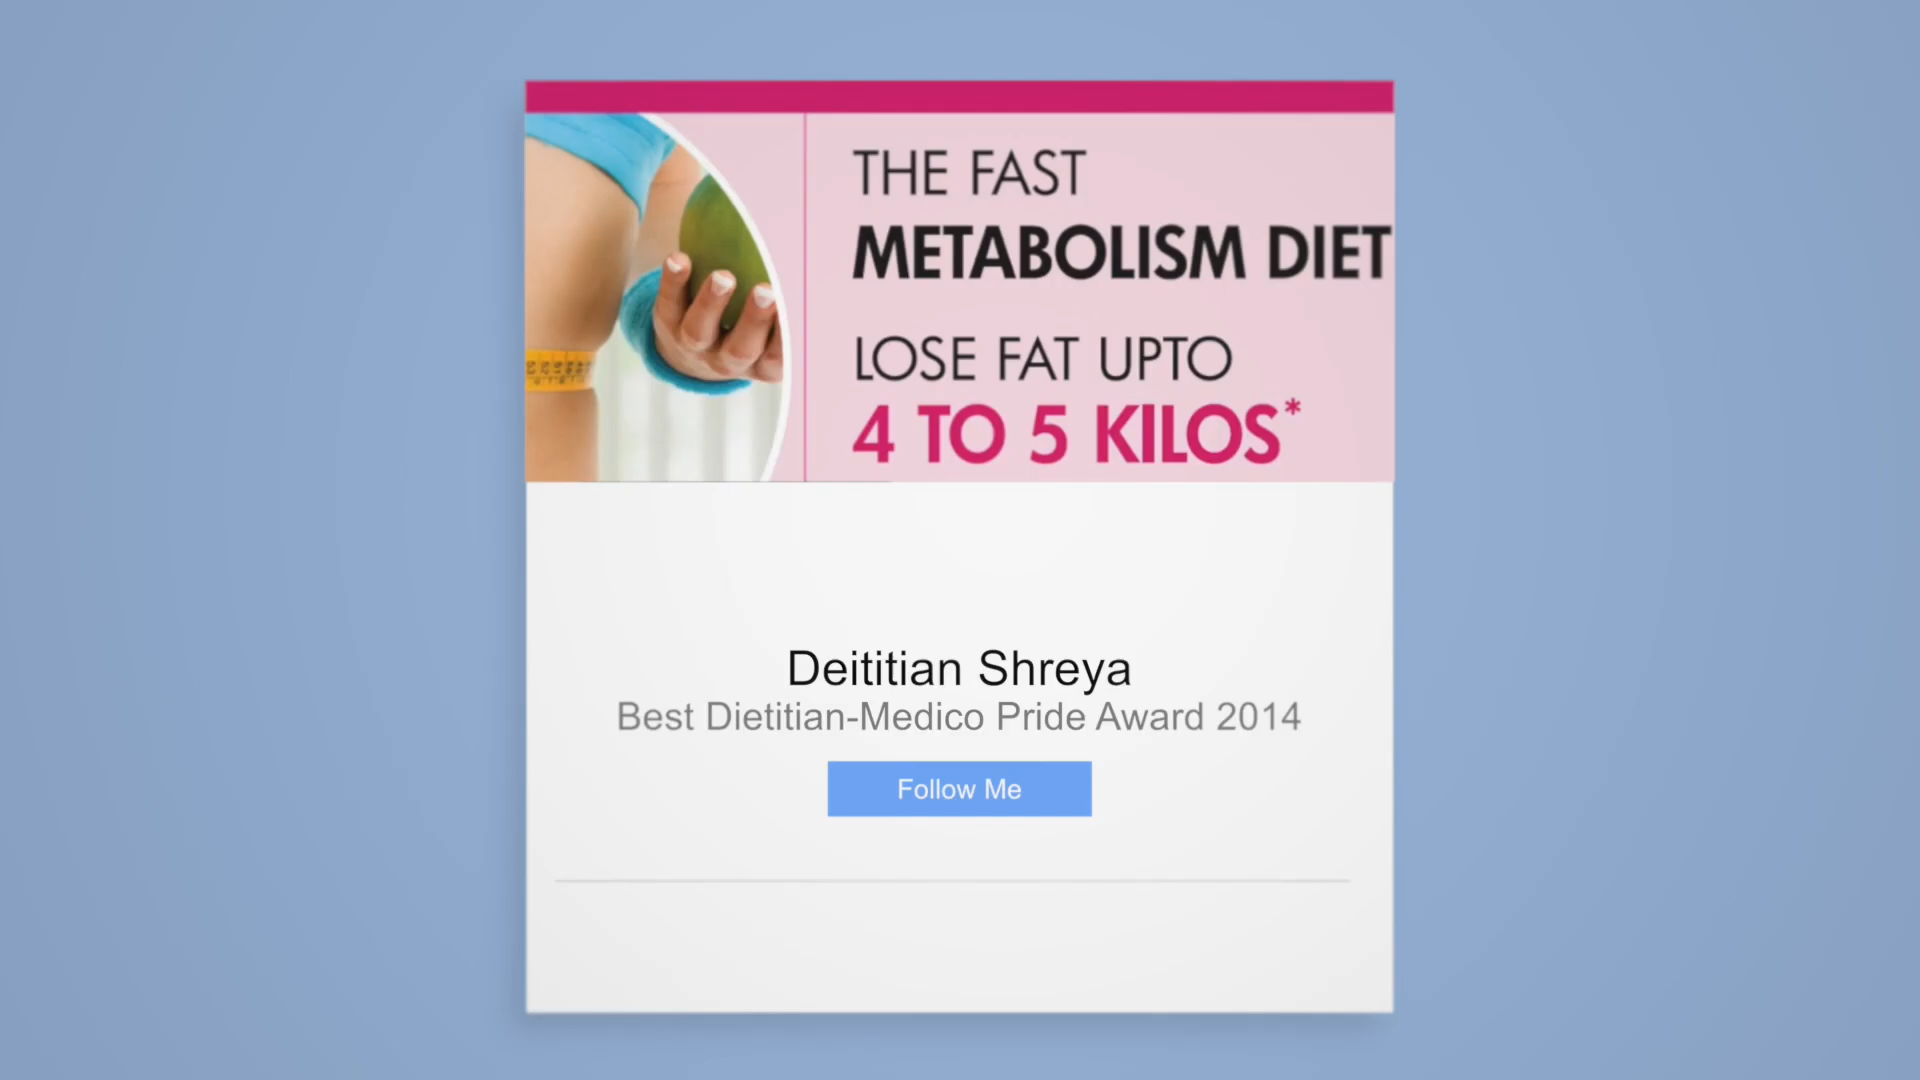 THE FAST
METABOLISM DIET
LOSE FAT UPTO
4 TO 5 KILOS*
Deititian Shreya
Best Dietitian-Medico Pride Award 2014
Follow Me